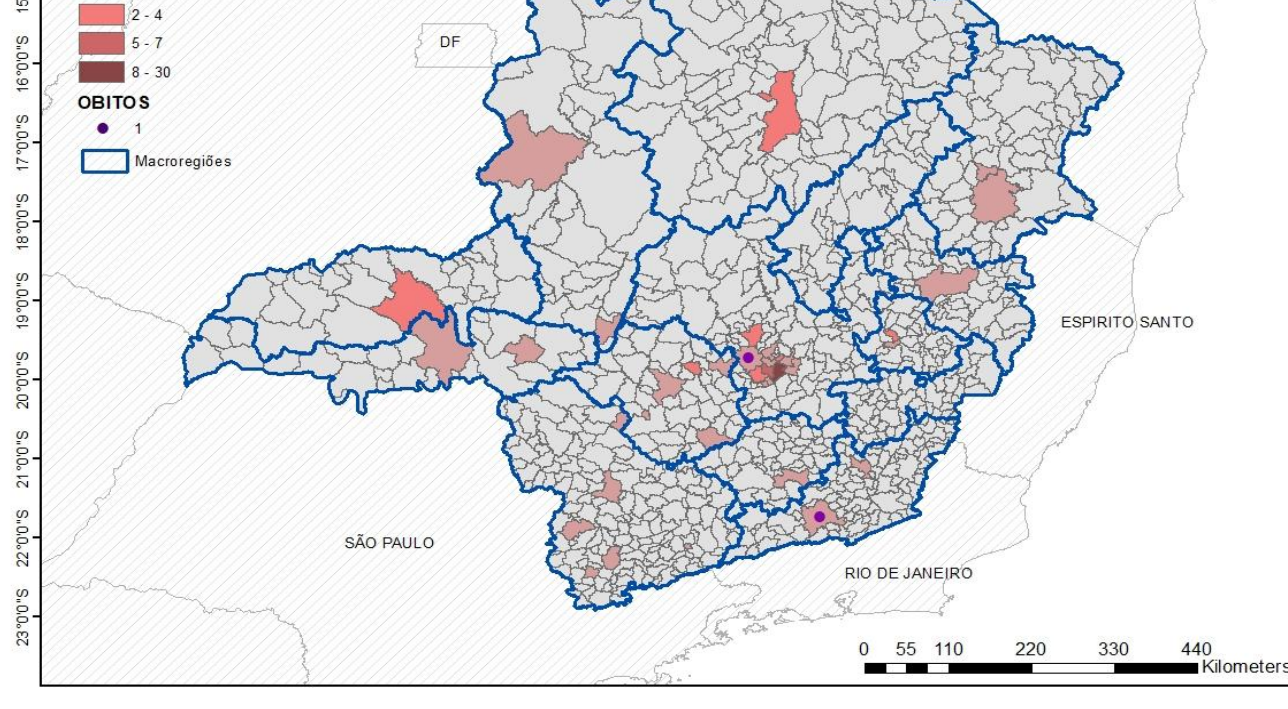 2 - 4
DF
5 - 7
8 - 30
OBITOS
1
Macroregiões
16°0'0"S
17°0'0"S
18°0'0"S
19°0'0"S
20°0'0"S
21°0'0"S
22°0'0"S
23°0'0"S
ESPIRITO SANTO
SÃO PAULO
RIO DE JANEIRO
0 55 110 220 330 440
Kilometers